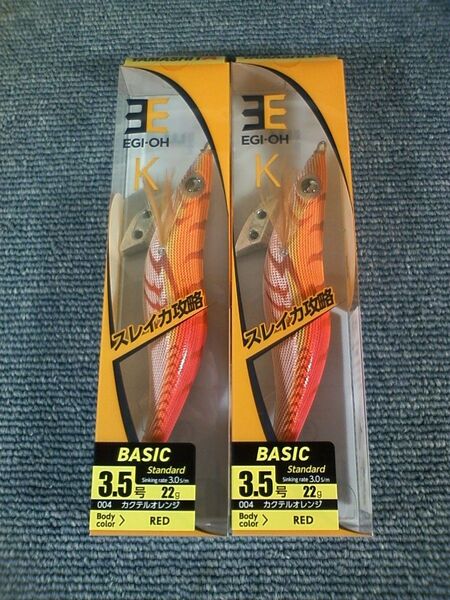 YAMASHITA
EGI-OH
K
スレイカ攻略
BASIC
Standard
Sinking rate 3.0s/m
3.5号 22g
004 カクテルオレンジ
Body color > RED
EGI-OH
K
スレイカ攻略
BASIC
Standard
Sinking rate 3.0s/m
3.5号 22g
004 カクテルオレンジ
Body color > RED